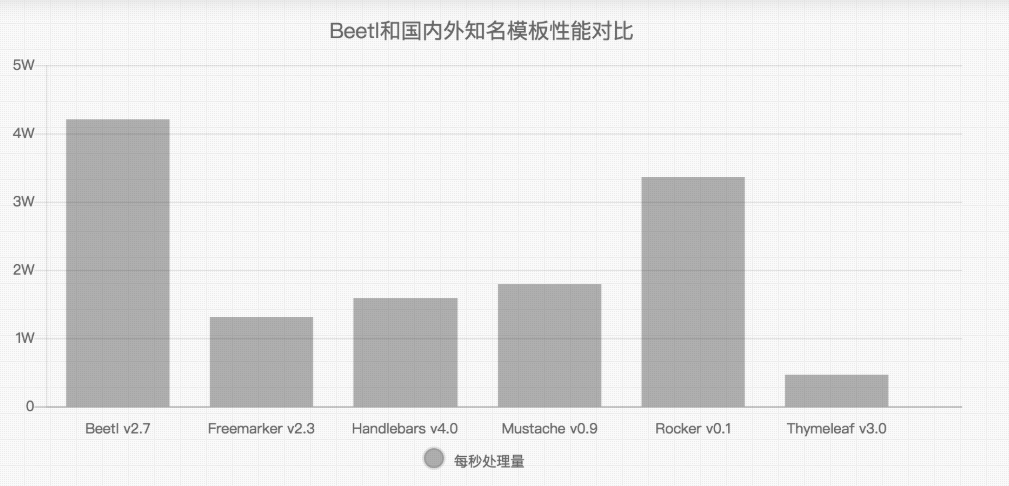 Beetl和国内外知名模板性能对比
5W
4W
3W
2W
1W
0
Beetl v2.7 Freemarker v2.3 Handlebars v4.0 Mustache v0.9 Rocker v0.1 Thymeleaf v3.0
每秒处理量